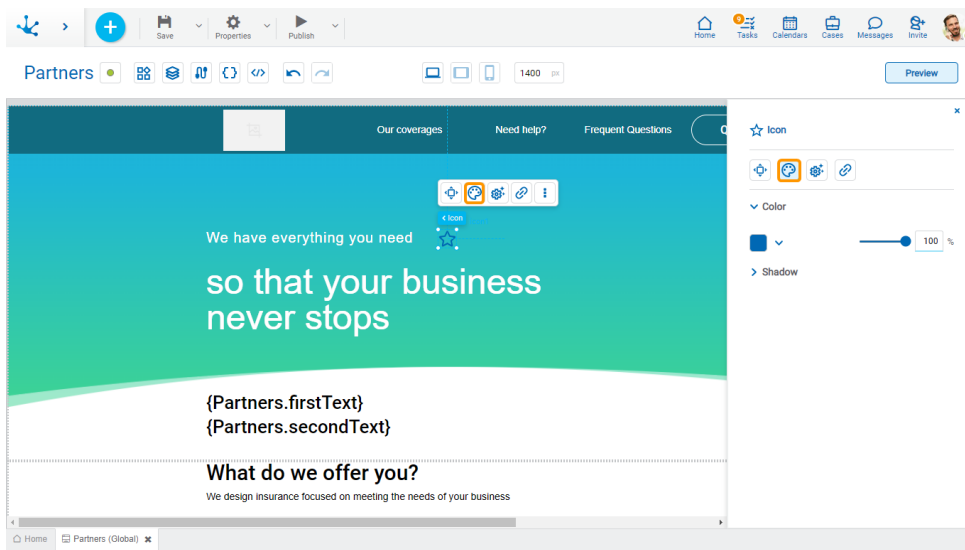 Save
Properties
Publish
Home
9
Tasks
Calendars
Cases
Messages
Invite
Partners
1400 px
Preview
Our coverages
Need help?
Frequent Questions
Q
Icon
< Icon
Color
100 %
Shadow
We have everything you need
so that your business
never stops
{Partners.firstText}
{Partners.secondText}
What do we offer you?
We design insurance focused on meeting the needs of your business
Home
Partners (Global)